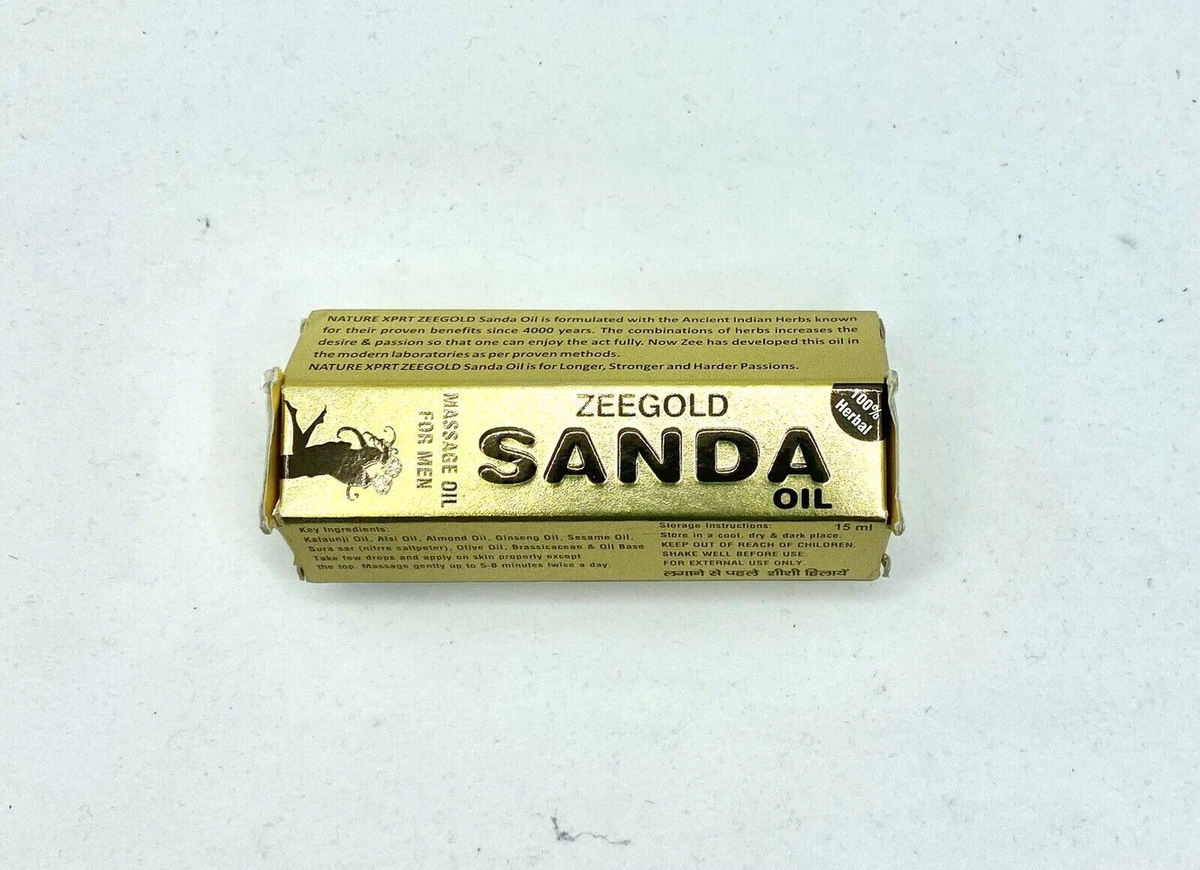 NATURE XPRT ZEEGOLD Sanda Oil is formulated with the Ancient Indian Herbs known
for their proven benefits since 4000 years. The combinations of herbs increases the
desire & passion so that one can enjoy the act fully. Now Zee has developed this oil in
the modern laboratories as per proven methods.
NATURE XPRT ZEEGOLD Sanda Oil is for Longer, Stronger and Harder Passions.
MASSAGE OIL
FOR MEN
ZEEGOLD
SANDA
OIL
100%
Herbal
Key Ingredients:
Kalaunji Oil, Alsi Oil, Almond Oil, Ginseng Oil, Sesame Oil,
Sura sar (nitrre saltpeter), Olive Oil, Brassicaceae & Oil Base
Take few drops and apply on skin properly except
the top. Massage gently up to 5-8 minutes twice a day.
Storage Instructions:
15 ml
Store in a cool, dry & dark place.
KEEP OUT OF REACH OF CHILDREN.
SHAKE WELL BEFORE USE
FOR EXTERNAL USE ONLY.
लगाने से पहले शीशी हिलायें